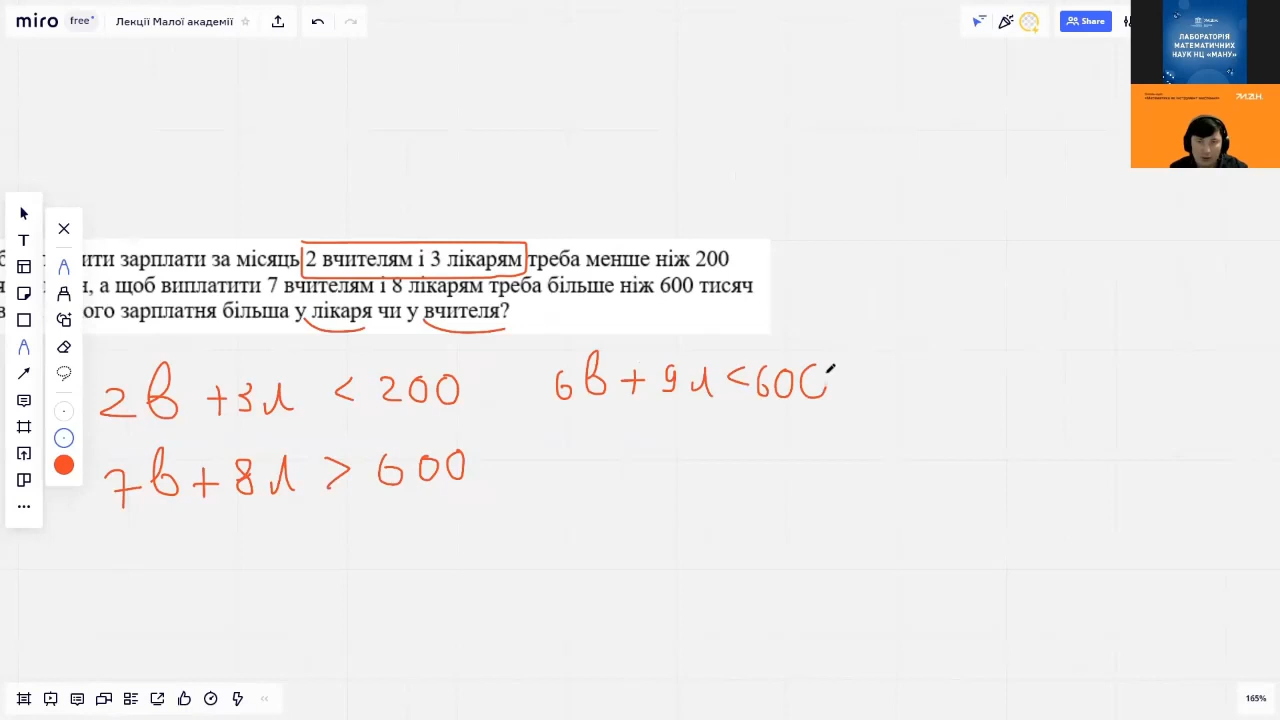 miro free Лекції Малої академії Share
ЛАБОРАТОРІЯ
МАТЕМАТИЧНИХ
НАУК НЦ «МАНУ»
ити зарплати за місяць 2 вчителям і 3 лікарям треба менше ніж 200
н, а щоб виплатити 7 вчителям і 8 лікарям треба більше ніж 600 тисяч
ого зарплатня більша у лікаря чи у вчителя?
2в + 3л < 200
6в + 9л < 600
7в + 8л > 600
165%